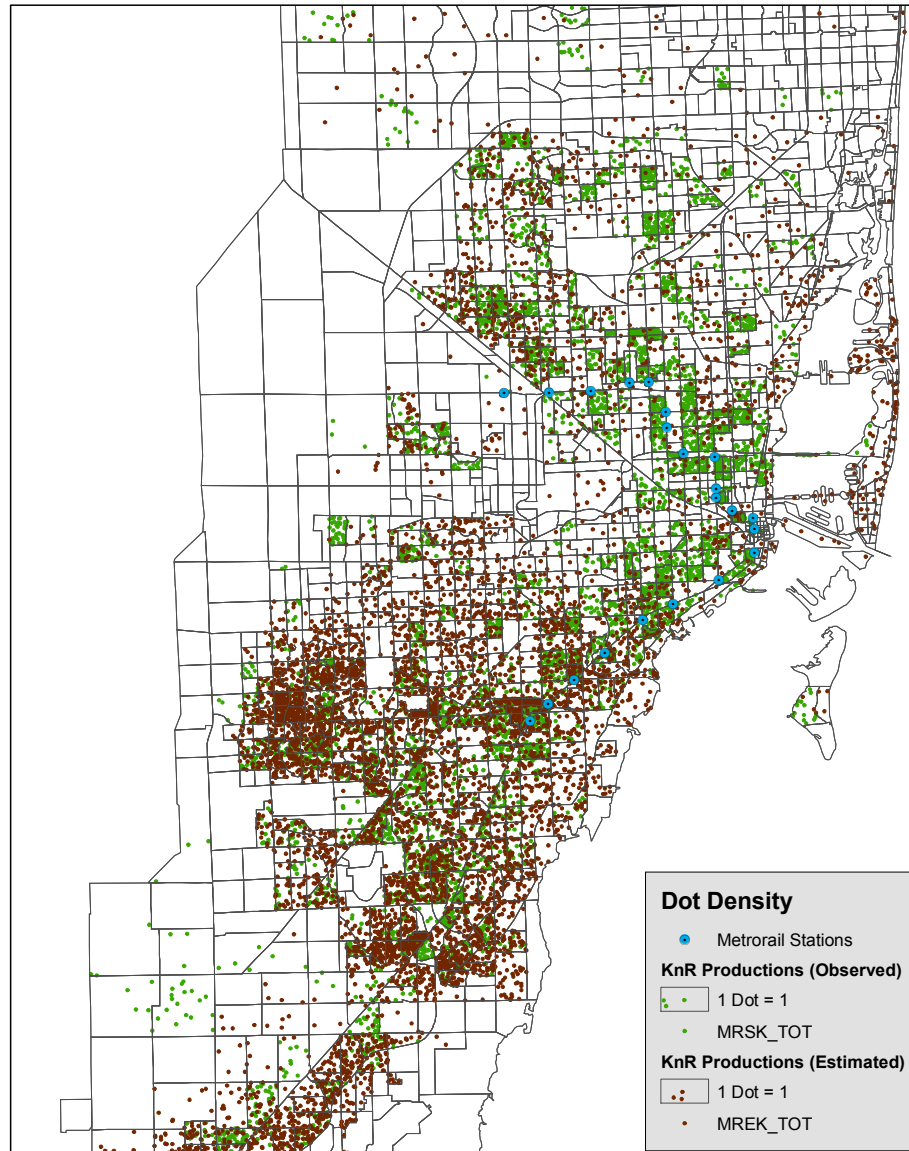 Dot Density
Metrorail Stations
KnR Productions (Observed)
1 Dot = 1
MRSK_TOT
KnR Productions (Estimated)
1 Dot = 1
MREK_TOT